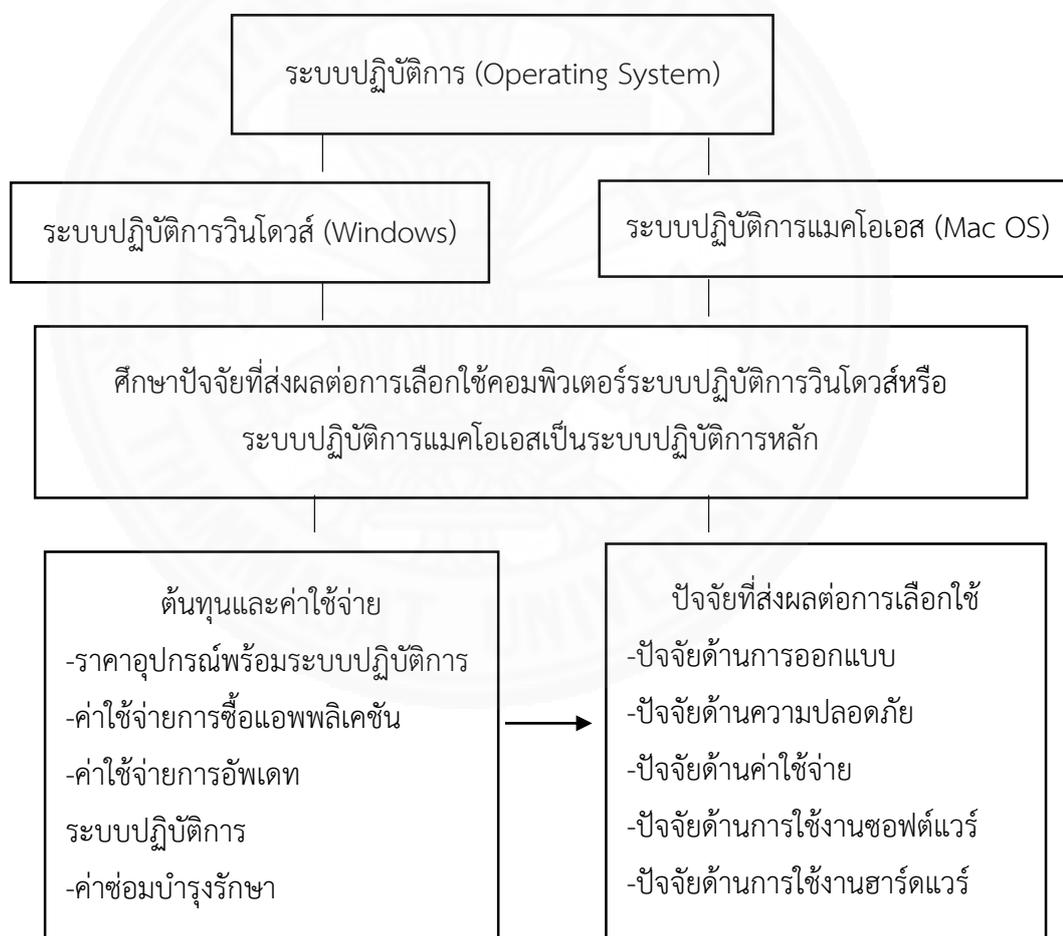 ระบบปฏิบัติการ (Operating System)
ระบบปฏิบัติการวินโดวส์ (Windows)
ระบบปฏิบัติการแมคโอเอส (Mac OS)
ศึกษาปัจจัยที่ส่งผลต่อการเลือกใช้คอมพิวเตอร์ระบบปฏิบัติการวินโดวส์หรือ
ระบบปฏิบัติการแมคโอเอสเป็นระบบปฏิบัติการหลัก
ต้นทุนและค่าใช้จ่าย
-ราคาอุปกรณ์พร้อมระบบปฏิบัติการ
-ค่าใช้จ่ายการซื้อแอพพลิเคชัน
-ค่าใช้จ่ายการอัพเดท
ระบบปฏิบัติการ
-ค่าซ่อมบำรุงรักษา
ปัจจัยที่ส่งผลต่อการเลือกใช้
-ปัจจัยด้านการออกแบบ
-ปัจจัยด้านความปลอดภัย
-ปัจจัยด้านค่าใช้จ่าย
-ปัจจัยด้านการใช้งานซอฟต์แวร์
-ปัจจัยด้านการใช้งานฮาร์ดแวร์
THAMMASAT UNIVERSITY